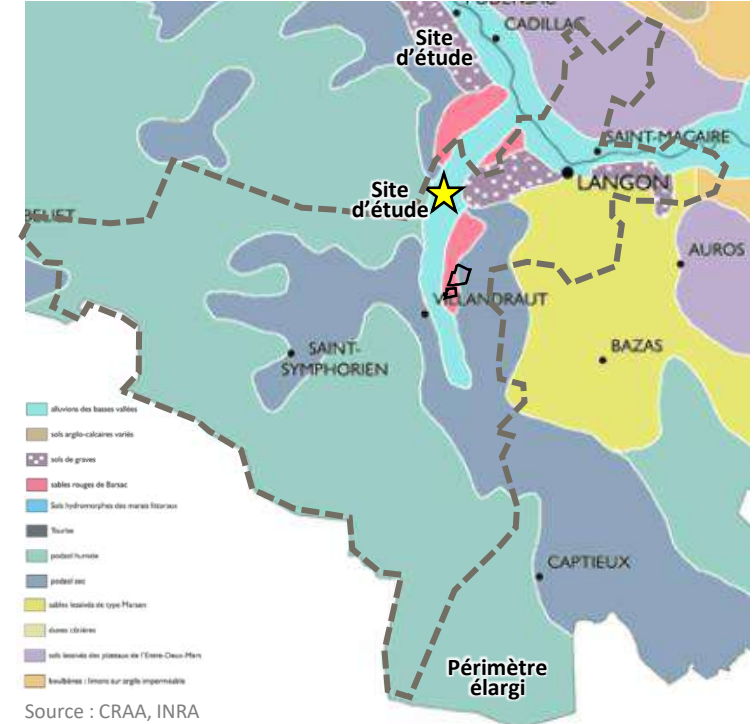 CADILLAC
Site
d'étude
SAINT-MACAIRE
LANGON
Site
d'étude
BELIET
AUROS
VILLANDRAUT
BAZAS
SAINT-
SYMPHORIEN
CAPTIEUX
Périmètre
élargi
alluvions des basses vallées
sols argilo-calcaires variés
sols de graves
sables rouges de Barsac
Sols hydromorphes des marais littoraux
Tourbe
podzol humide
podzol sec
sables lessivés de type Marsan
dunes côtières
sols lessivés des plateaux de l'Entre-Deux-Mers
boulbènes : limons sur argile imperméable
Source : CRAA, INRA